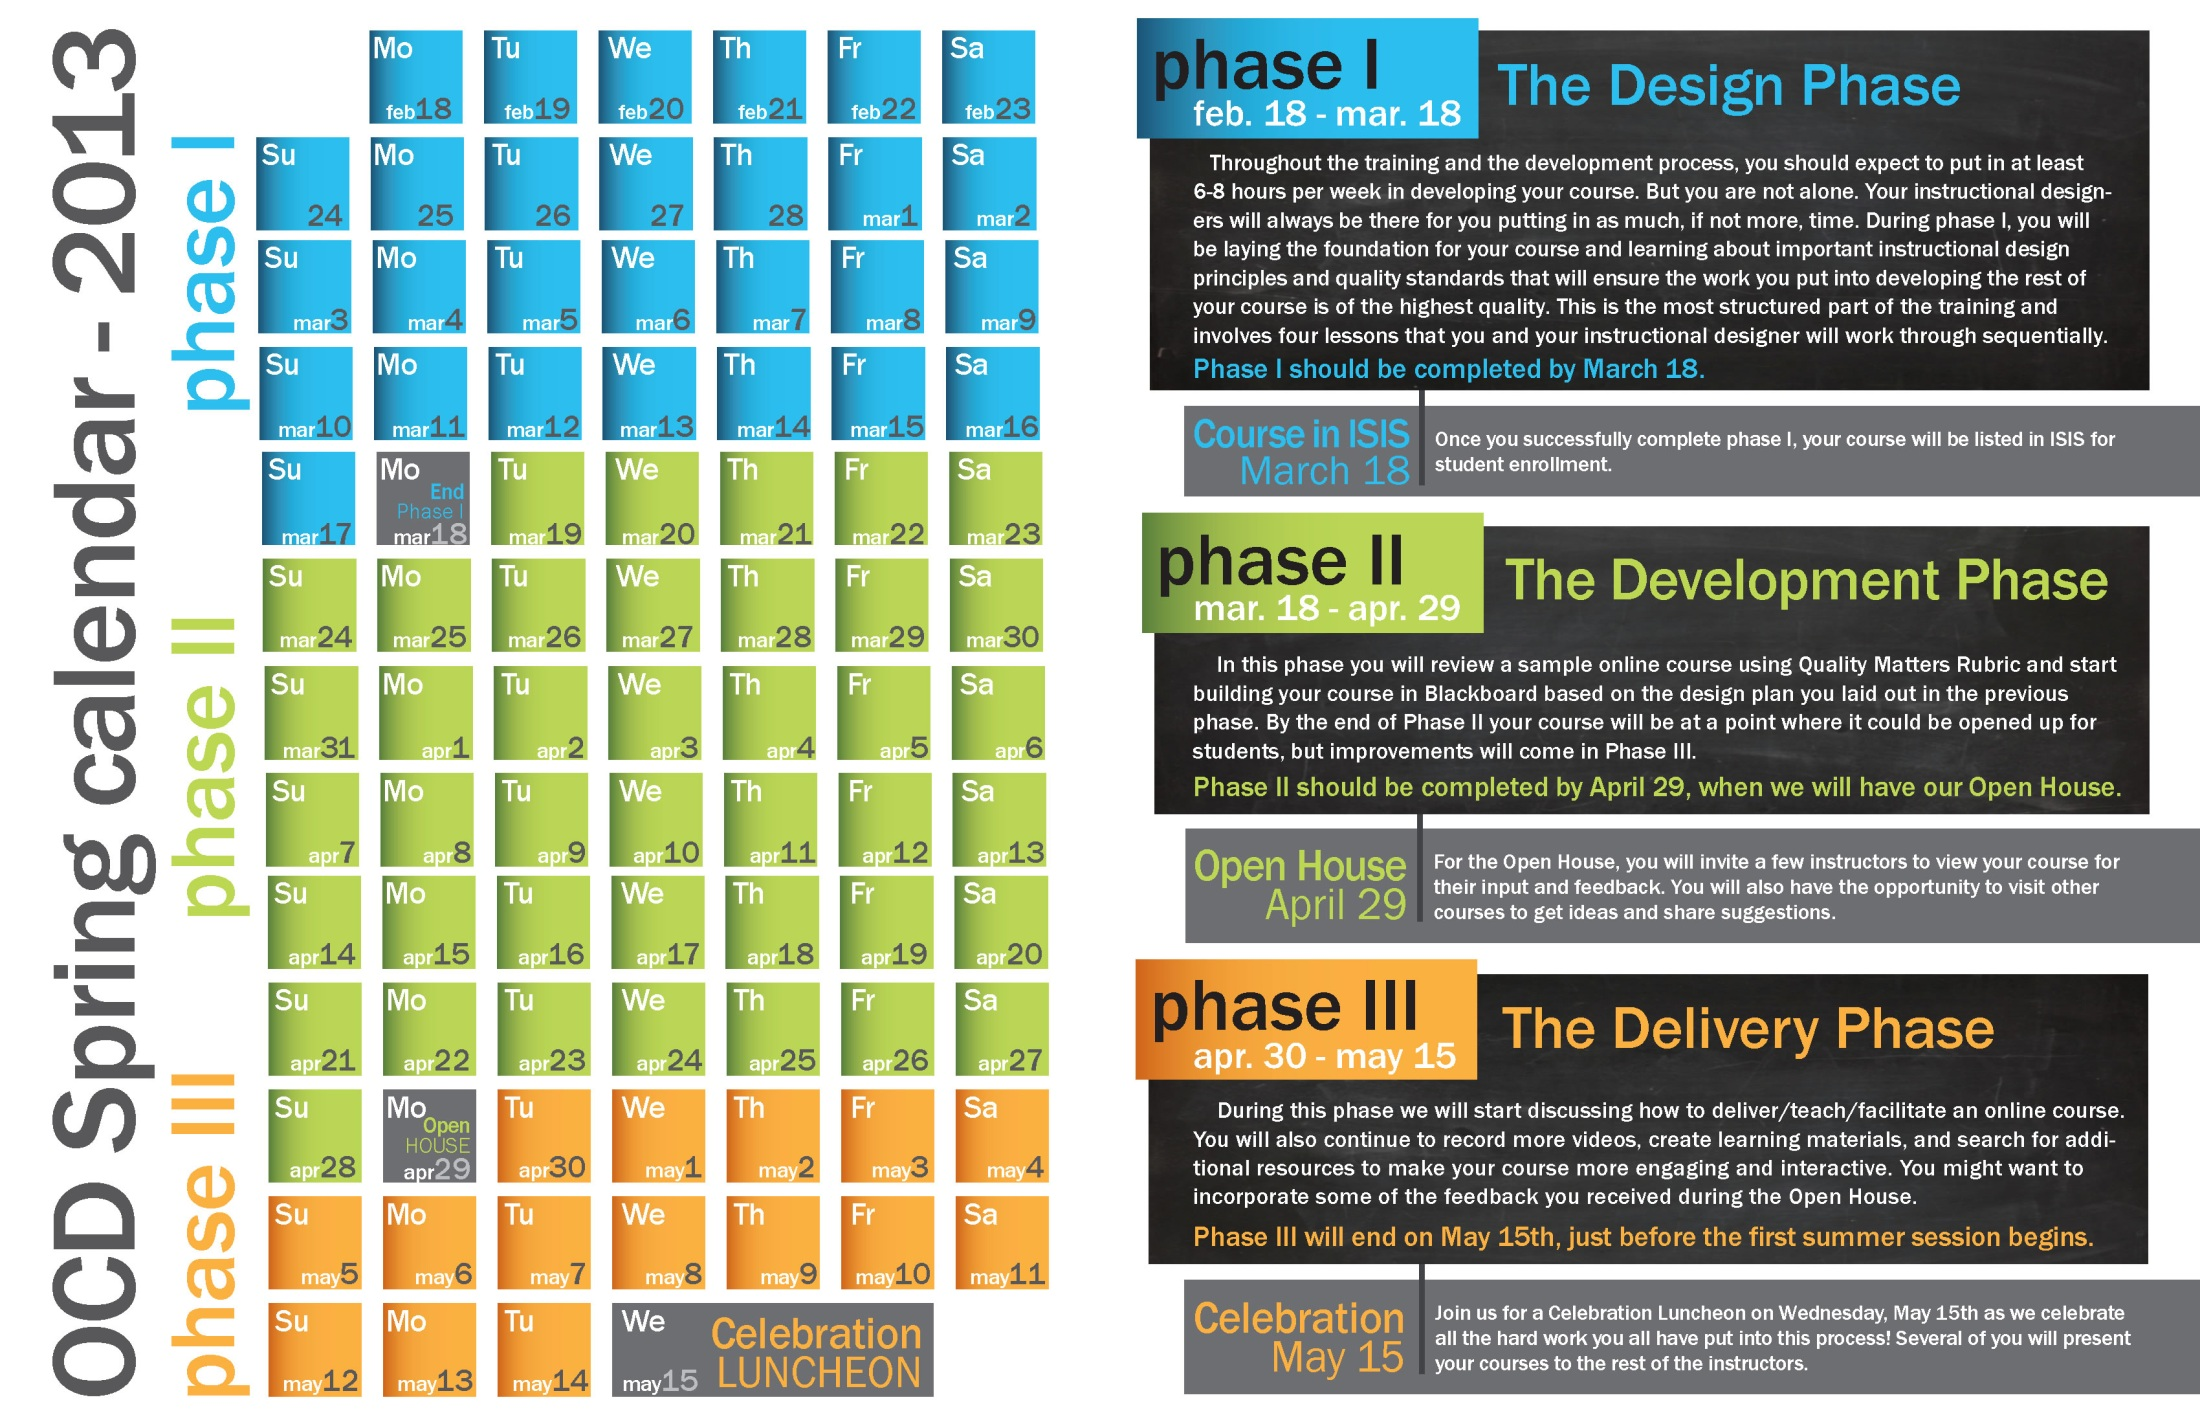 OCD Spring calendar - 2013
phase I
Mo Tu We Th Fr Sa
feb18 feb19 feb20 feb21 feb22 feb23
Su Mo Tu We Th Fr Sa
24 25 26 27 28 mar1 mar2
Su Mo Tu We Th Fr Sa
mar3 mar4 mar5 mar6 mar7 mar8 mar9
Su Mo Tu We Th Fr Sa
mar10 mar11 mar12 mar13 mar14 mar15 mar16
Su Mo Tu We Th Fr Sa
End
Phase I
mar17 mar18 mar19 mar20 mar21 mar22 mar23
phase II
Su Mo Tu We Th Fr Sa
mar24 mar25 mar26 mar27 mar28 mar29 mar30
Su Mo Tu We Th Fr Sa
mar31 apr1 apr2 apr3 apr4 apr5 apr6
Su Mo Tu We Th Fr Sa
apr7 apr8 apr9 apr10 apr11 apr12 apr13
Su Mo Tu We Th Fr Sa
apr14 apr15 apr16 apr17 apr18 apr19 apr20
Su Mo Tu We Th Fr Sa
apr21 apr22 apr23 apr24 apr25 apr26 apr27
phase III
Su Mo Tu We Th Fr Sa
Open
HOUSE
apr28 apr29 apr30 may1 may2 may3 may4
Su Mo Tu We Th Fr Sa
may5 may6 may7 may8 may9 may10 may11
Su Mo Tu We
may12 may13 may14 may15
Celebration
LUNCHEON
phase I
feb. 18 - mar. 18
The Design Phase
Throughout the training and the development process, you should expect to put in at least
6-8 hours per week in developing your course. But you are not alone. Your instructional design-
ers will always be there for you putting in as much, if not more, time. During phase I, you will
be laying the foundation for your course and learning about important instructional design
principles and quality standards that will ensure the work you put into developing the rest of
your course is of the highest quality. This is the most structured part of the training and
involves four lessons that you and your instructional designer will work through sequentially.
Phase I should be completed by March 18.
Course in ISIS
March 18
Once you successfully complete phase I, your course will be listed in ISIS for
student enrollment.
phase II
mar. 18 - apr. 29
The Development Phase
In this phase you will review a sample online course using Quality Matters Rubric and start
building your course in Blackboard based on the design plan you laid out in the previous
phase. By the end of Phase II your course will be at a point where it could be opened up for
students, but improvements will come in Phase III.
Phase II should be completed by April 29, when we will have our Open House.
Open House
April 29
For the Open House, you will invite a few instructors to view your course for
their input and feedback. You will also have the opportunity to visit other
courses to get ideas and share suggestions.
phase III
apr. 30 - may 15
The Delivery Phase
During this phase we will start discussing how to deliver/teach/facilitate an online course.
You will also continue to record more videos, create learning materials, and search for addi-
tional resources to make your course more engaging and interactive. You might want to
incorporate some of the feedback you received during the Open House.
Phase III will end on May 15th, just before the first summer session begins.
Celebration
May 15
Join us for a Celebration Luncheon on Wednesday, May 15th as we celebrate
all the hard work you all have put into this process! Several of you will present
your courses to the rest of the instructors.